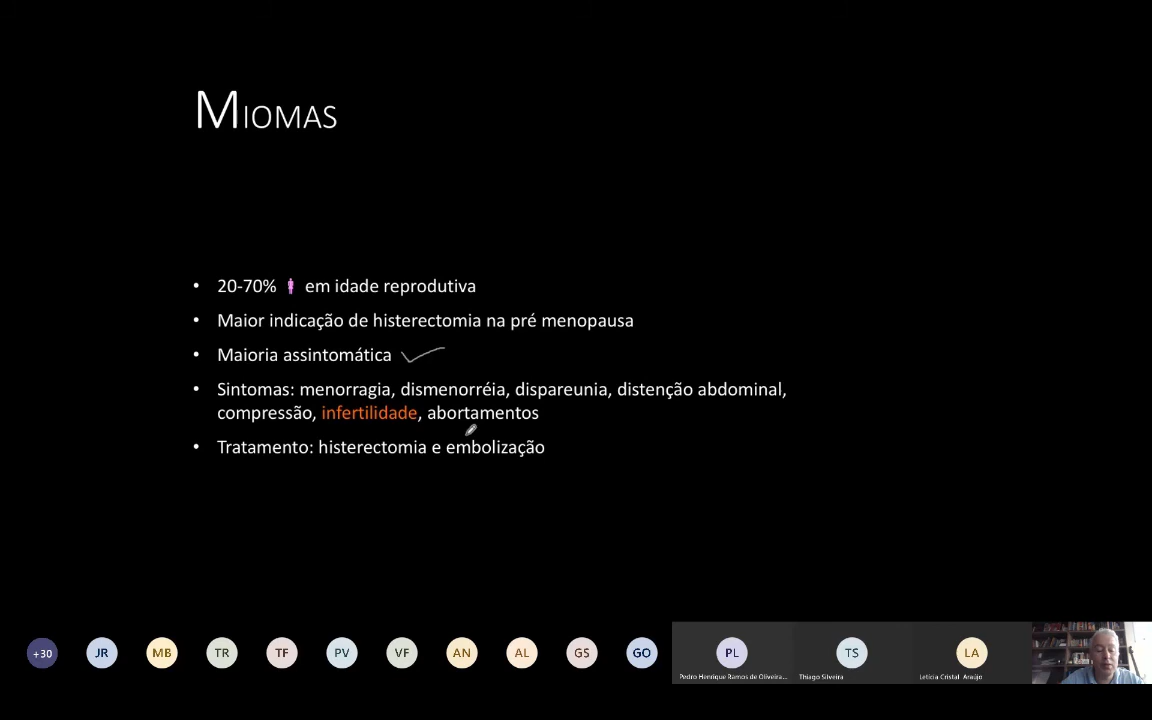 MIOMAS
• 20-70% em idade reprodutiva
• Maior indicação de histerectomia na pré menopausa
• Maioria assintomática
• Sintomas: menorragia, dismenorréia, dispareunia, distenção abdominal,
compressão, infertilidade, abortamentos
• Tratamento: histerectomia e embolização
+30 JR MB TR TF PV VF AN AL GS GO PL TS LA
Pedro Henrique Ramos de Oliveira... Thiago Silveira Letícia Cristal Araújo